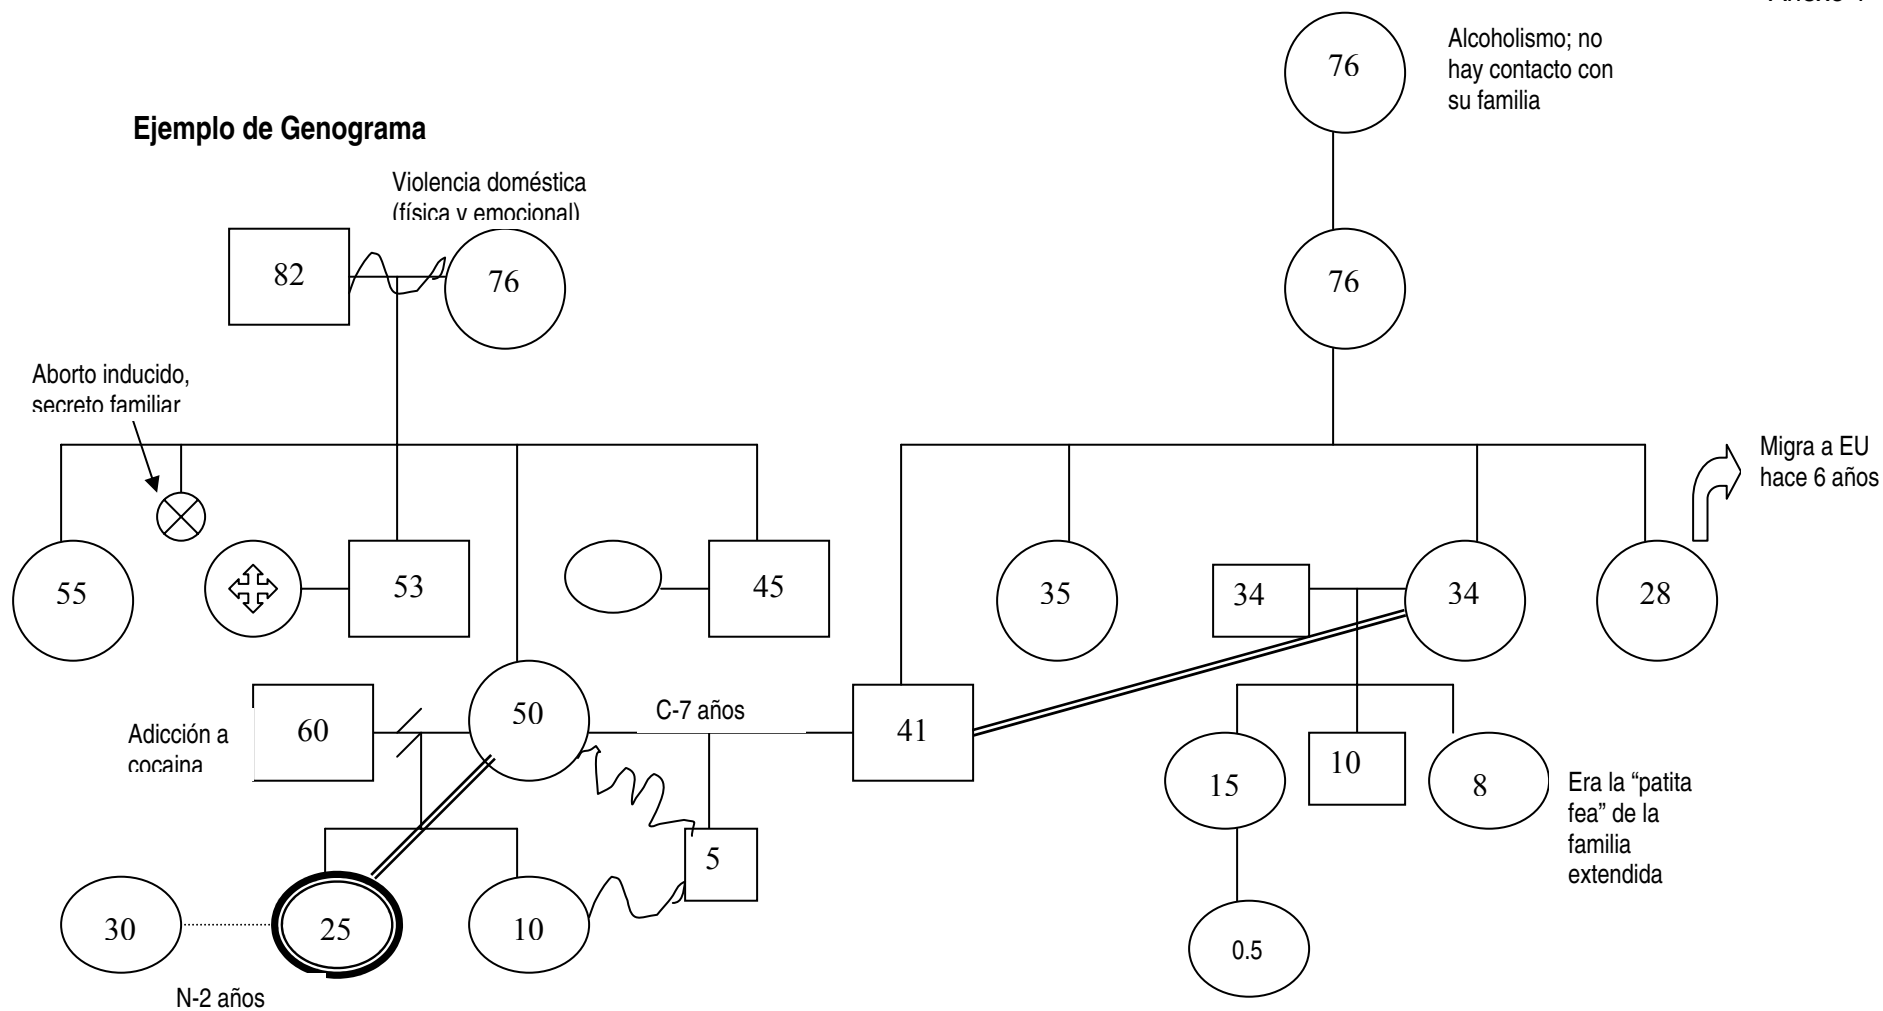 76
Alcoholismo; no
hay contacto con
su familia
Ejemplo de Genograma
Violencia doméstica
(física y emocional)
82
76
76
Aborto inducido,
secreto familiar
Migra a EU
hace 6 años
55
53
45
35
34
34
28
60
50
C-7 años
41
Adicción a
cocaina
15
10
8
Era la “patita
fea” de la
familia
extendida
5
30
25
10
0.5
N-2 años